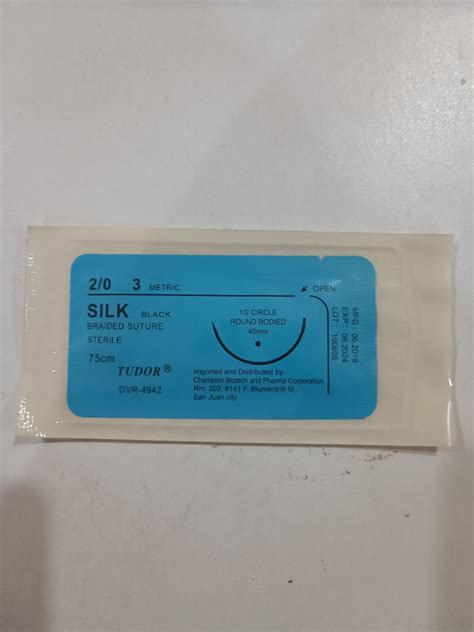 2/0 3 METRIC
OPEN
SILK BLACK
BRAIDED SUTURE
STERILE
75cm
TUDOR®
DVR-4942
1/2 CIRCLE
ROUND BODIED
40mm
Imported and Distributed by:
Champion Biotech and Pharma Corporation
Rm. 202, #141 F. Blumentritt St.
San Juan city
MFG : 06.2019
EXP : 06.2024
LOT : 190605